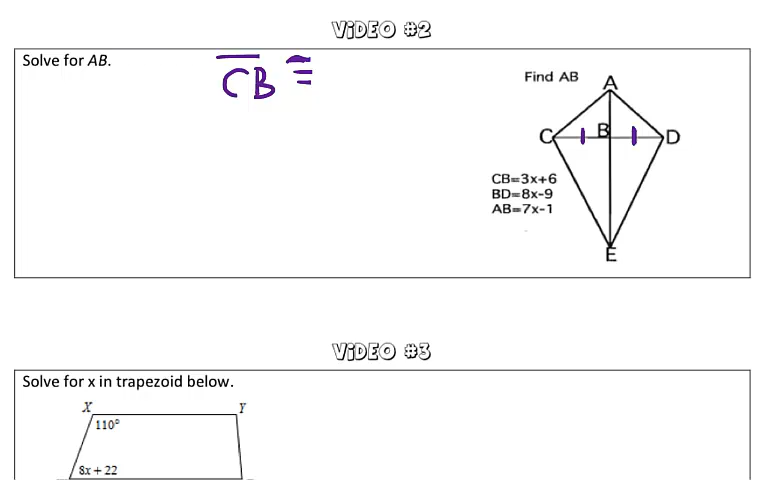 VIDEO #2
Solve for AB.
CB ≅
Find AB
A
C
B
D
CB=3x+6
BD=8x-9
AB=7x-1
E
VIDEO #3
Solve for x in trapezoid below.
X
Y
110°
8x + 22